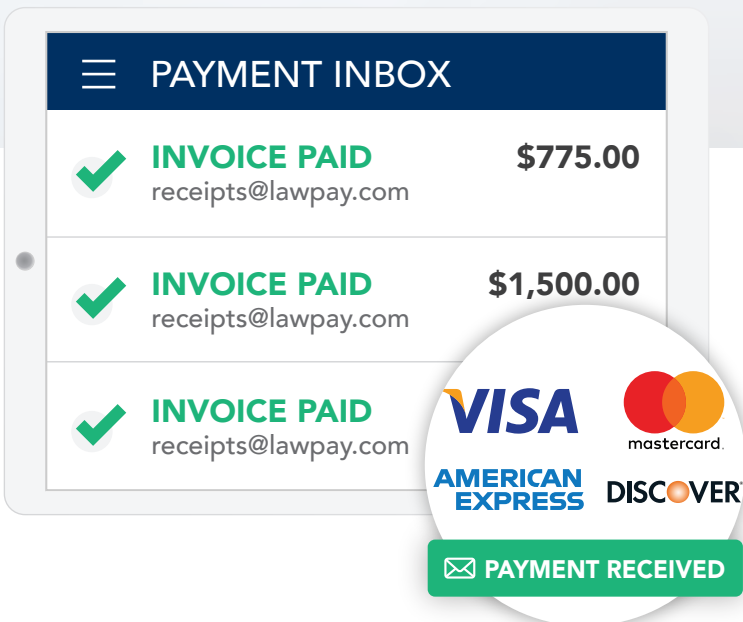 PAYMENT INBOX
INVOICE PAID $775.00
receipts@lawpay.com
INVOICE PAID $1,500.00
receipts@lawpay.com
INVOICE PAID
receipts@lawpay.com
VISA
mastercard.
AMERICAN
EXPRESS
DISCOVER
PAYMENT RECEIVED